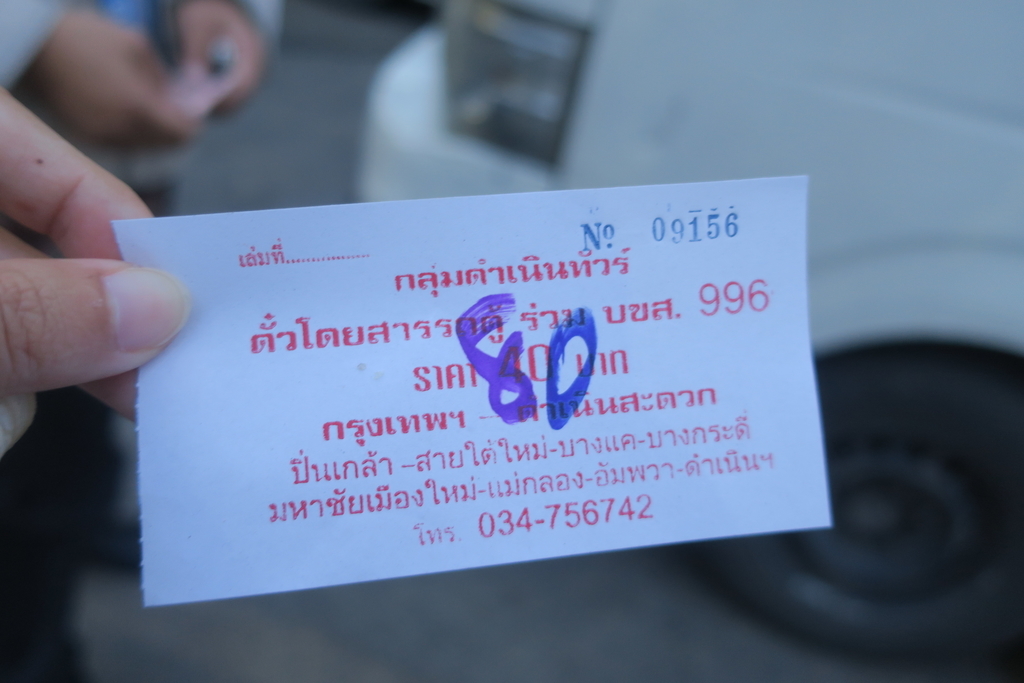 เล่มที่................ № 09156
กลุ่มดำเนินทัวร์
ตั๋วโดยสารรถตู้ ร่วม บขส. 996
ราคา 40 บาท
80
กรุงเทพฯ – ดำเนินสะดวก
ปิ่นเกล้า –สายใต้ใหม่-บางแค-บางกระดี่
มหาชัยเมืองใหม่-แม่กลอง-อัมพวา-ดำเนินฯ
โทร. 034-756742